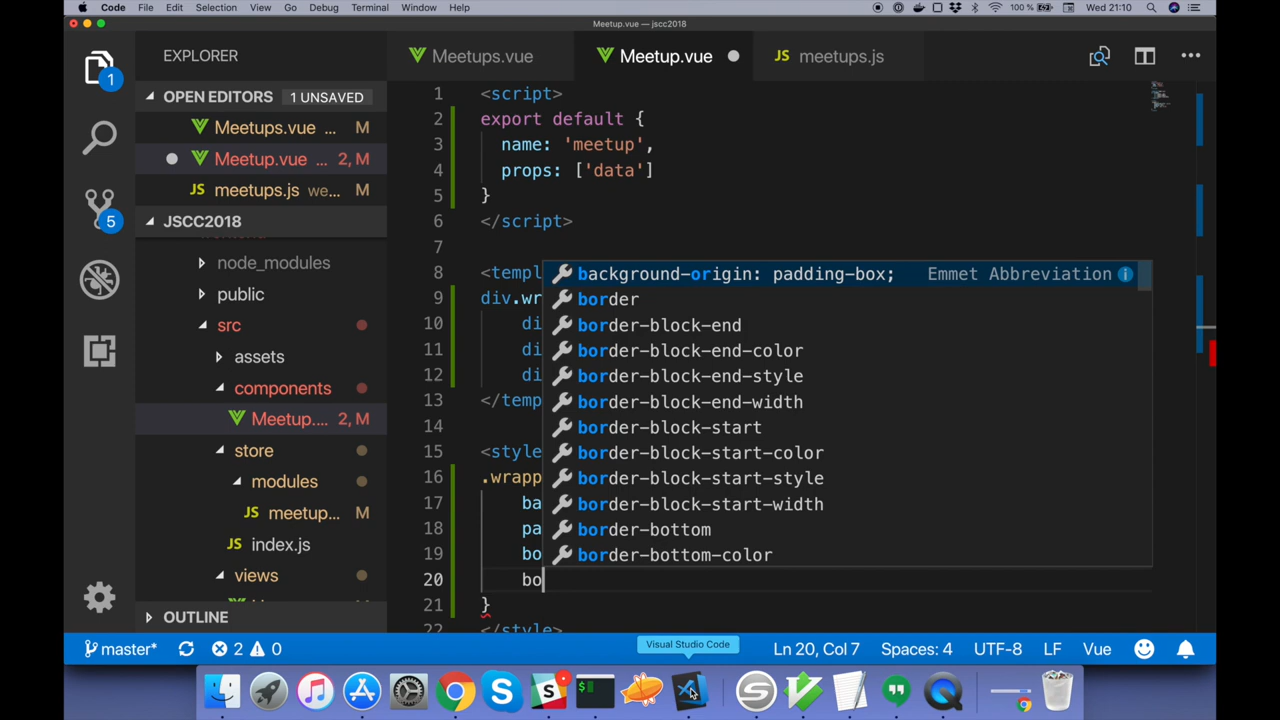 Code File Edit Selection View Go Debug Terminal Window Help 100 % Wed 21:10
Meetup.vue — jscc2018
EXPLORER
Meetups.vue
Meetup.vue
JS meetups.js
OPEN EDITORS 1 UNSAVED
Meetups.vue ... M
Meetup.vue ... 2, M
JS meetups.js we... M
JSCC2018
node_modules
public
src
assets
components
Meetup.... 2, M
store
modules
JS meetup... M
JS index.js
views
OUTLINE
1
5
1 <script>
2 export default {
3 name: 'meetup',
4 props: ['data']
5 }
6 </script>
7
8 <templ
9 div.wr
10 di
11 di
12 di
13 </temp
14
15 <style
16 .wrapp
17 ba
18 pa
19 bo
20 bo
21 }
22 </style>
background-origin: padding-box; Emmet Abbreviation
border
border-block-end
border-block-end-color
border-block-end-style
border-block-end-width
border-block-start
border-block-start-color
border-block-start-style
border-block-start-width
border-bottom
border-bottom-color
master* 2 0 Ln 20, Col 7 Spaces: 4 UTF-8 LF Vue
Visual Studio Code